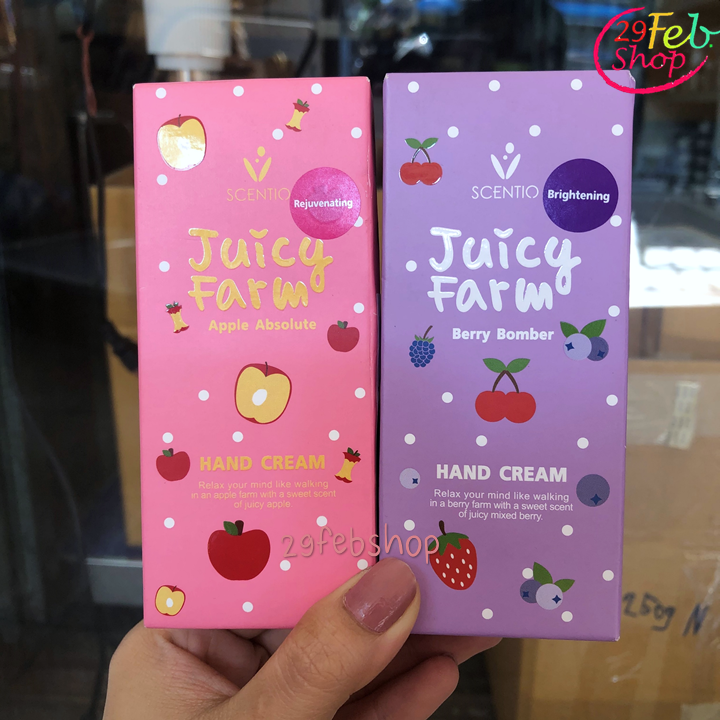 29Feb.
Shop
SCENTIO
Rejuvenating
Juicy
Farm
Apple Absolute
HAND CREAM
Relax your mind like walking
in an apple farm with a sweet scent
of juicy apple.
SCENTIO
Brightening
Juicy
Farm
Berry Bomber
HAND CREAM
Relax your mind like walking
in a berry farm with a sweet scent
of juicy mixed berry.
29febshop
250g N